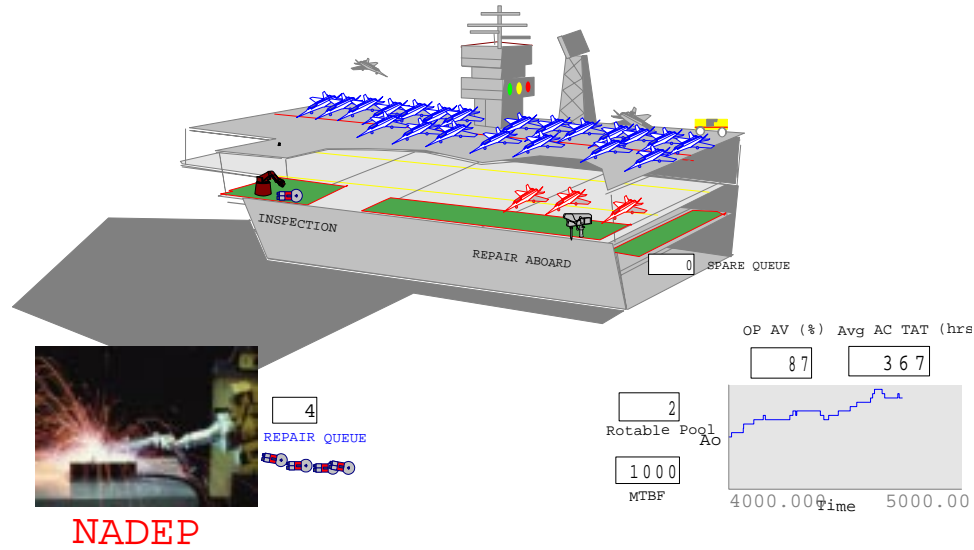 INSPECTION
REPAIR ABOARD
0 SPARE QUEUE
OP AV (%) Avg AC TAT (hrs
87 367
4
REPAIR QUEUE
2
Rotable Pool
Ao
1000
MTBF
4000.000 5000.00
Time
NADEP